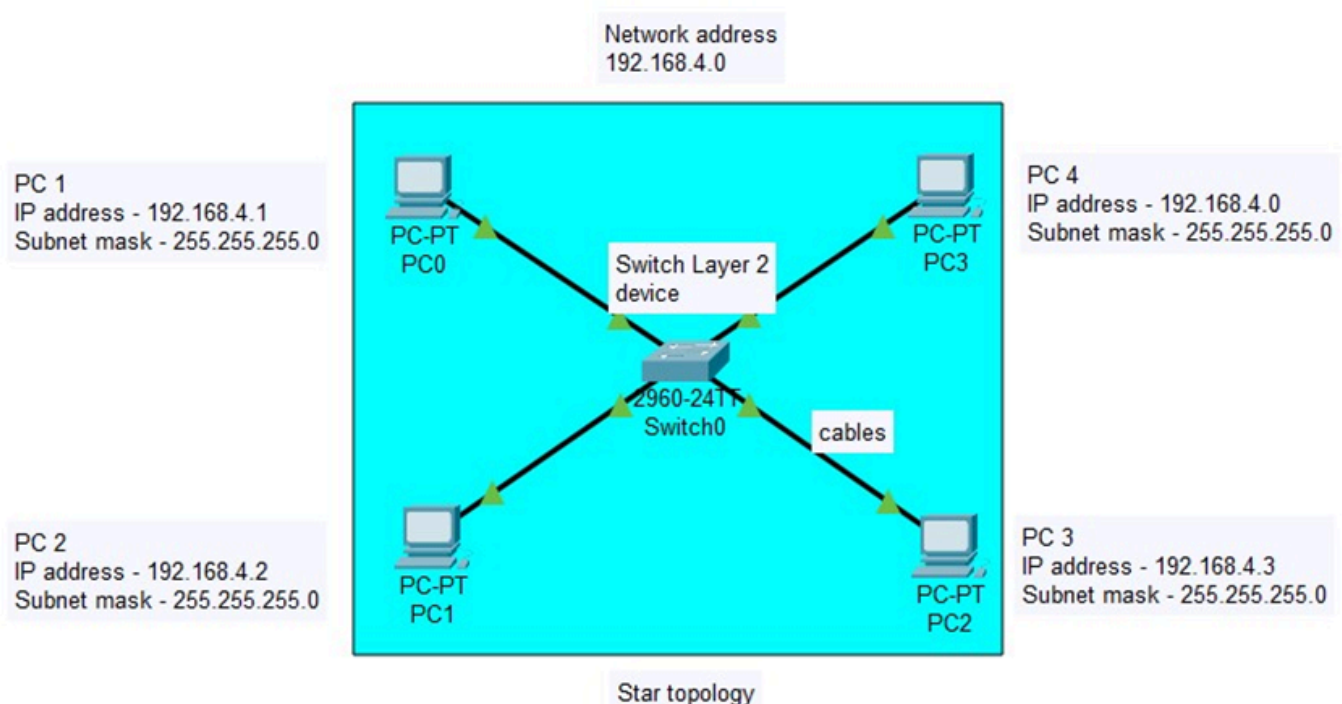 Network address
192.168.4.0
PC 1
IP address - 192.168.4.1
Subnet mask - 255.255.255.0
PC-PT
PC0
Switch Layer 2
device
PC-PT
PC3
PC 4
IP address - 192.168.4.0
Subnet mask - 255.255.255.0
2960-24TT
Switch0
cables
PC 2
IP address - 192.168.4.2
Subnet mask - 255.255.255.0
PC-PT
PC1
PC-PT
PC2
PC 3
IP address - 192.168.4.3
Subnet mask - 255.255.255.0
Star topology